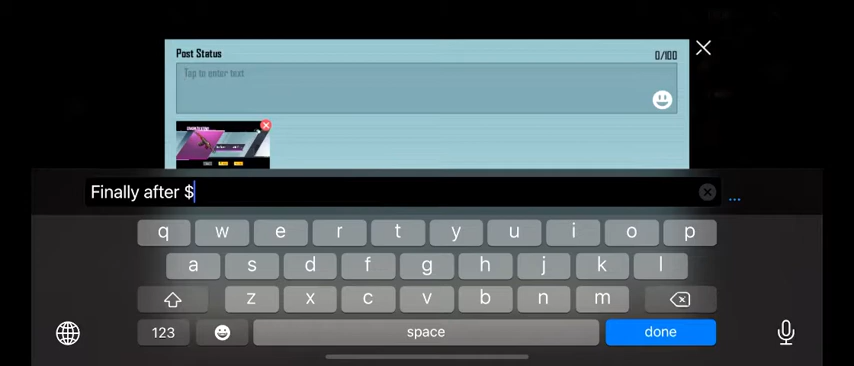 Post Status
0/100
Tap to enter text
Finally after $
...
q w e r t y u i o p
a s d f g h j k l
z x c v b n m
123 space done